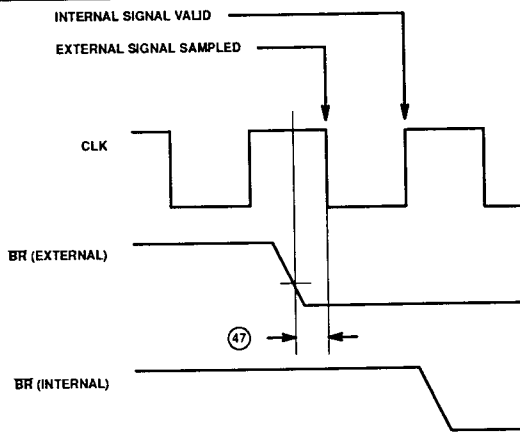 INTERNAL SIGNAL VALID
EXTERNAL SIGNAL SAMPLED
CLK
BR (EXTERNAL)
47
BR (INTERNAL)